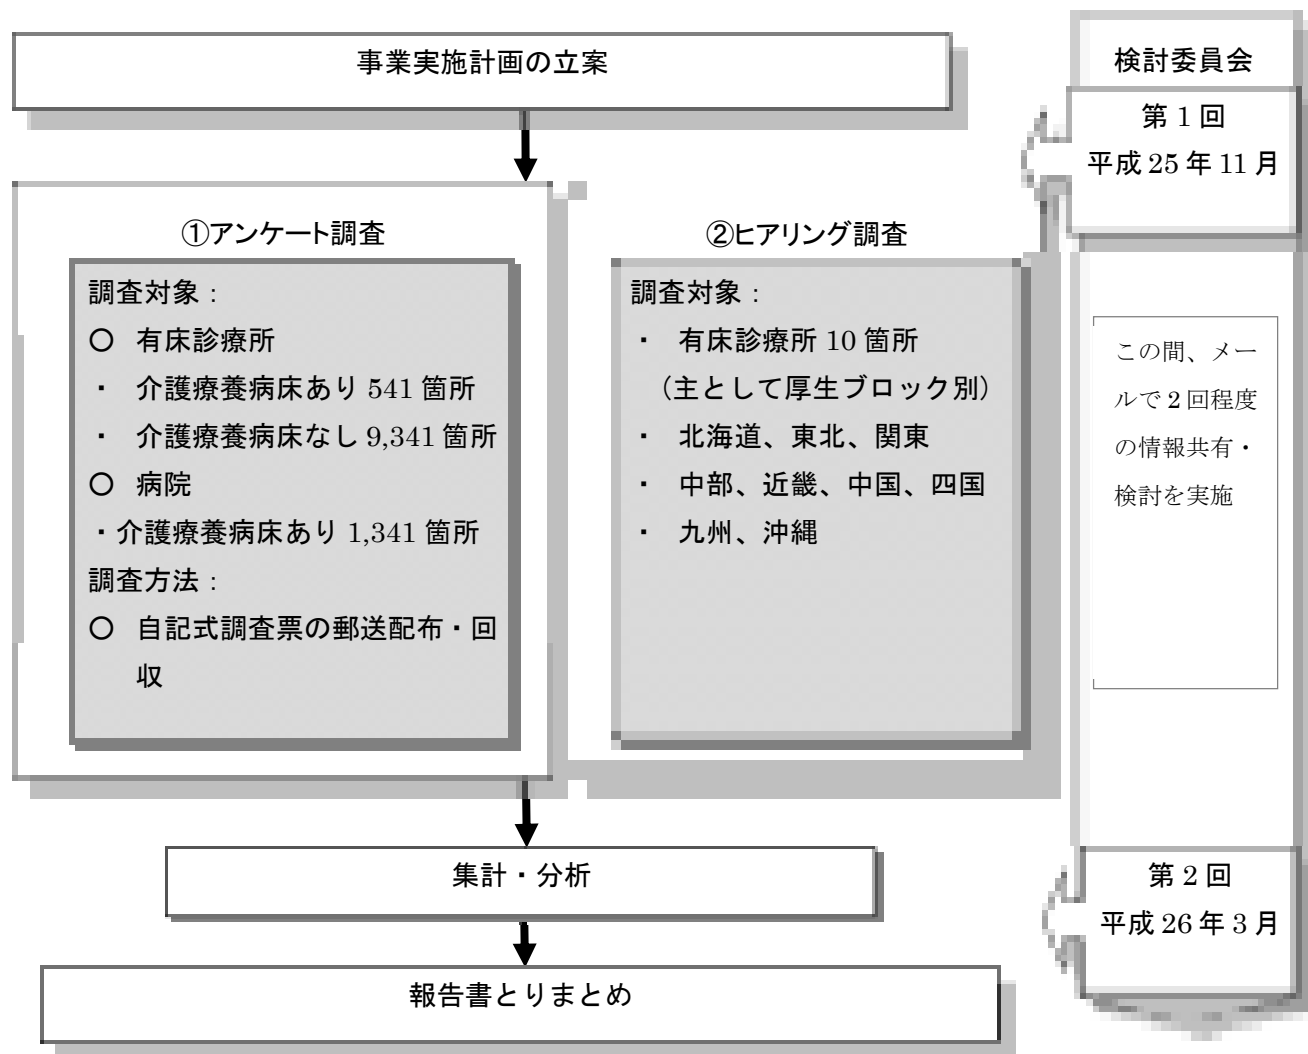 事業実施計画の立案
①アンケート調査
調査対象：
○ 有床診療所
・ 介護療養病床あり 541 箇所
・ 介護療養病床なし 9,341 箇所
○ 病院
・介護療養病床あり 1,341 箇所
調査方法：
○ 自記式調査票の郵送配布・回
収
②ヒアリング調査
調査対象：
・ 有床診療所 10 箇所
（主として厚生ブロック別）
・ 北海道、東北、関東
・ 中部、近畿、中国、四国
・ 九州、沖縄
集計・分析
報告書とりまとめ
検討委員会
第 1 回
平成 25 年 11 月
この間、メー
ルで 2 回程度
の情報共有・
検討を実施
第 2 回
平成 26 年 3 月